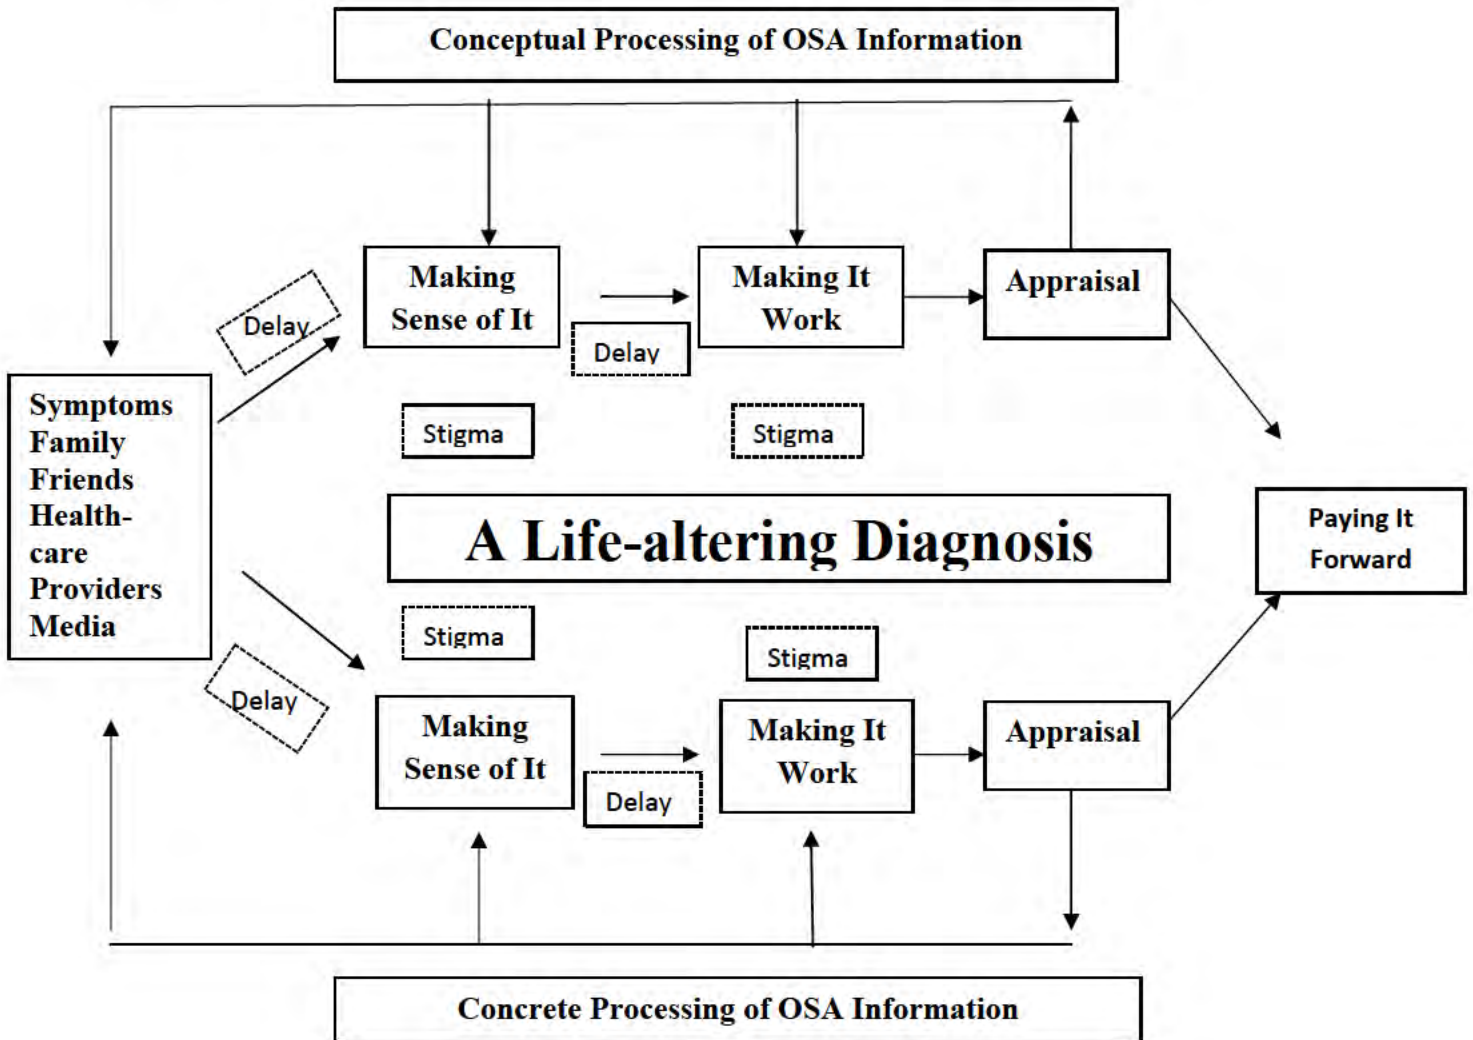 Conceptual Processing of OSA Information
Delay
Making
Sense of It
Delay
Making It
Work
Appraisal
Symptoms
Family
Friends
Health-
care
Providers
Media
Stigma
Stigma
A Life-altering Diagnosis
Paying It
Forward
Stigma
Stigma
Delay
Making
Sense of It
Delay
Making It
Work
Appraisal
Concrete Processing of OSA Information